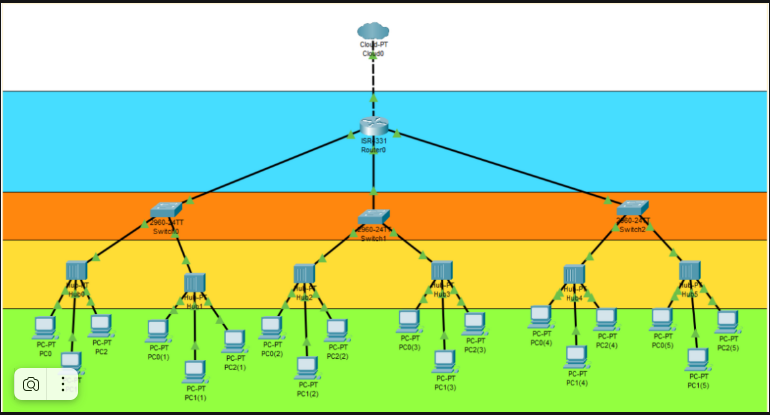 Cloud-PT
Cloud0
ISR4331
Router0
2960-24TT
Switch0
2960-24TT
Switch1
2960-24TT
Switch2
Hub-PT
Hub0
Hub-PT
Hub1
Hub-PT
Hub2
Hub-PT
Hub3
Hub-PT
Hub4
Hub-PT
Hub5
PC-PT
PC0
PC-PT
PC2
PC-PT
PC0(1)
PC-PT
PC1(1)
PC-PT
PC2(1)
PC-PT
PC0(2)
PC-PT
PC1(2)
PC-PT
PC2(2)
PC-PT
PC0(3)
PC-PT
PC1(3)
PC-PT
PC2(3)
PC-PT
PC0(4)
PC-PT
PC1(4)
PC-PT
PC2(4)
PC-PT
PC0(5)
PC-PT
PC1(5)
PC-PT
PC2(5)